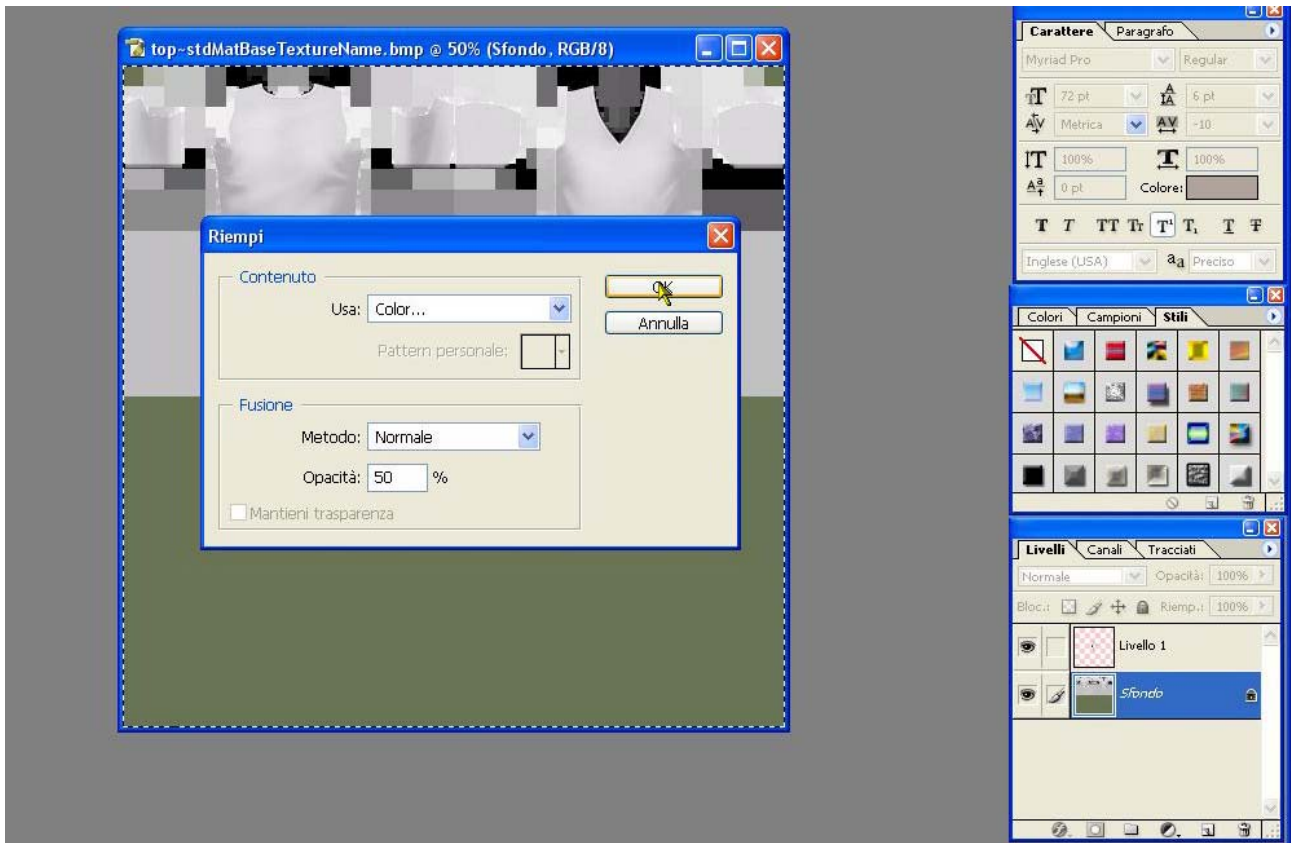 top~stdMatBaseTextureName.bmp @ 50% (Sfondo, RGB/8)
Riempi
Contenuto
Usa: Color...
Pattern personale:
OK
Annulla
Fusione
Metodo: Normale
Opacità: 50 %
Mantieni trasparenza
Carattere Paragrafo
Myriad Pro Regular
72 pt 6 pt
Metrica -10
100% 100%
0 pt Colore:
Inglese (USA) aa Preciso
Colori Campioni Stili
Livelli Canali Tracciati
Normale Opacità: 100%
Bloc.: Riemp.: 100%
Livello 1
Sfondo